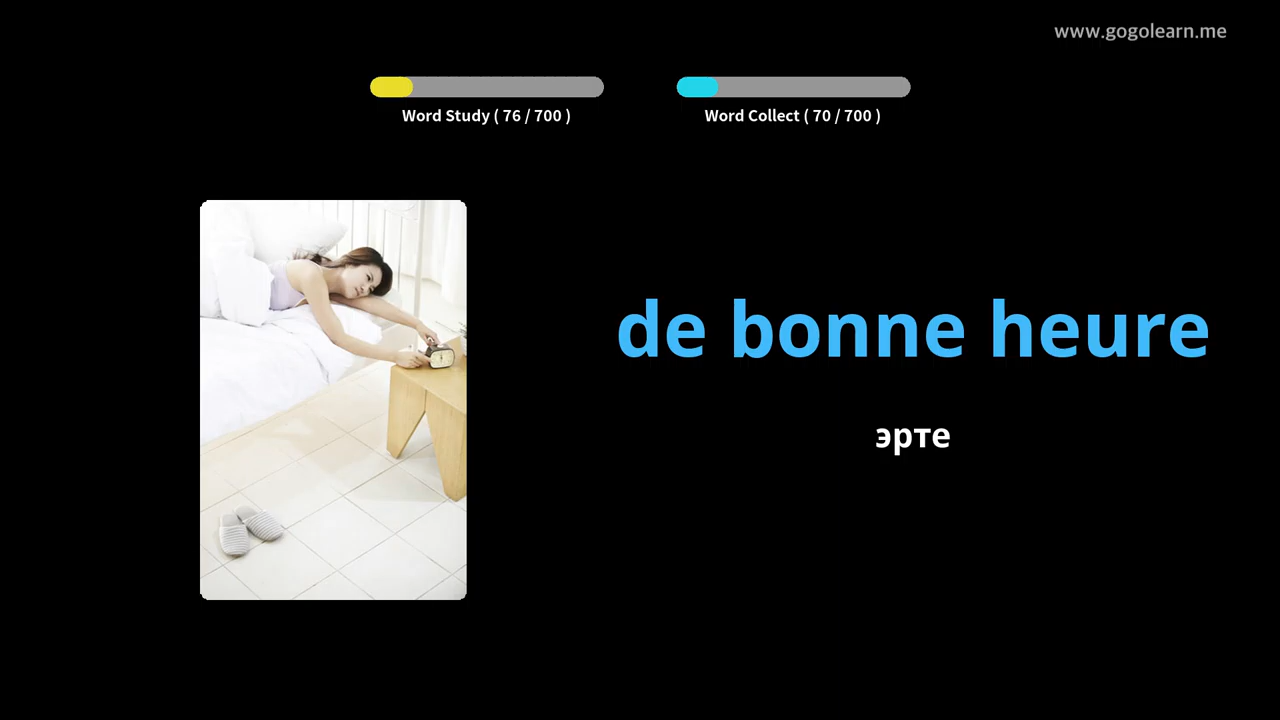 www.gogolearn.me
Word Study ( 76 / 700 )
Word Collect ( 70 / 700 )
de bonne heure
эрте